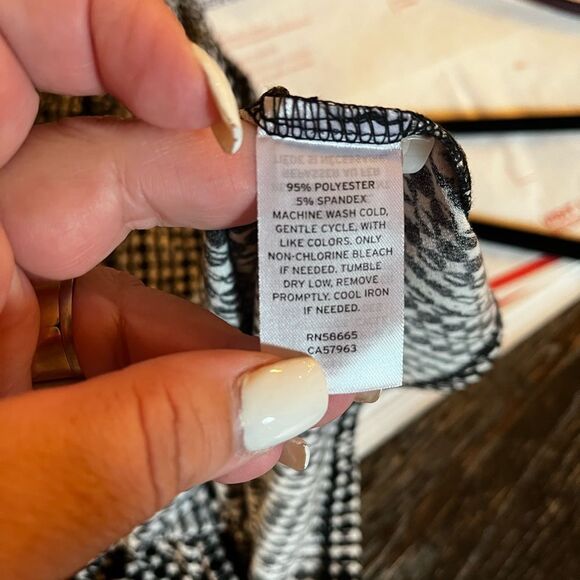 95% POLYESTER
5% SPANDEX
MACHINE WASH COLD,
GENTLE CYCLE, WITH
LIKE COLORS. ONLY
NON-CHLORINE BLEACH
IF NEEDED. TUMBLE
DRY LOW, REMOVE
PROMPTLY. COOL IRON
IF NEEDED.
RN58665
CA57963